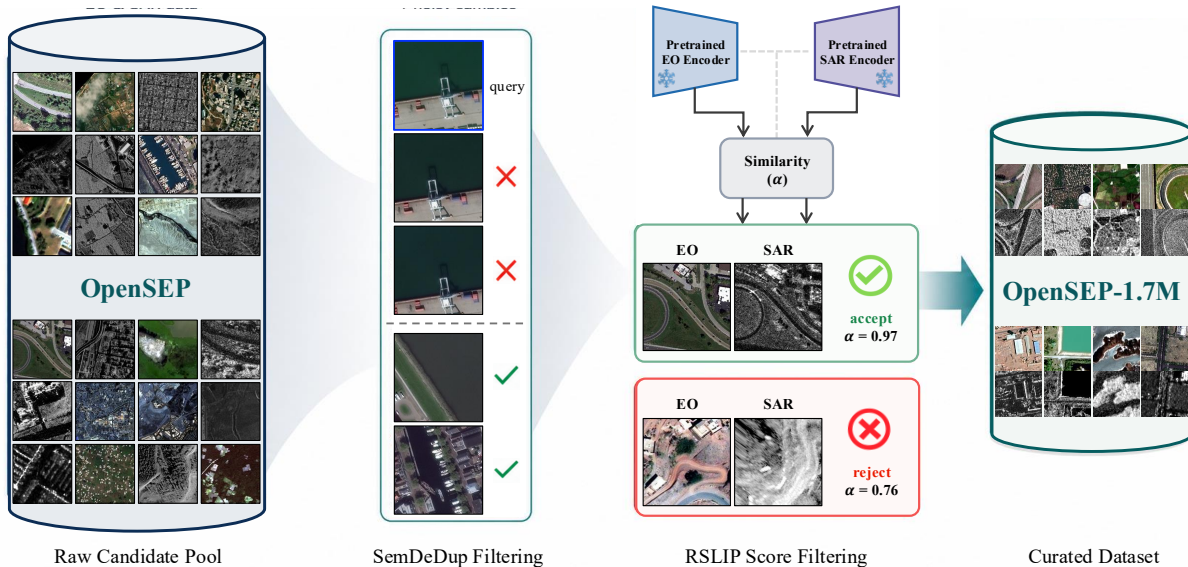 OpenSEP
Raw Candidate Pool
query
SemDeDup Filtering
Pretrained
EO Encoder
Pretrained
SAR Encoder
Similarity
(α)
EO
SAR
accept
α = 0.97
EO
SAR
reject
α = 0.76
RSLIP Score Filtering
OpenSEP-1.7M
Curated Dataset